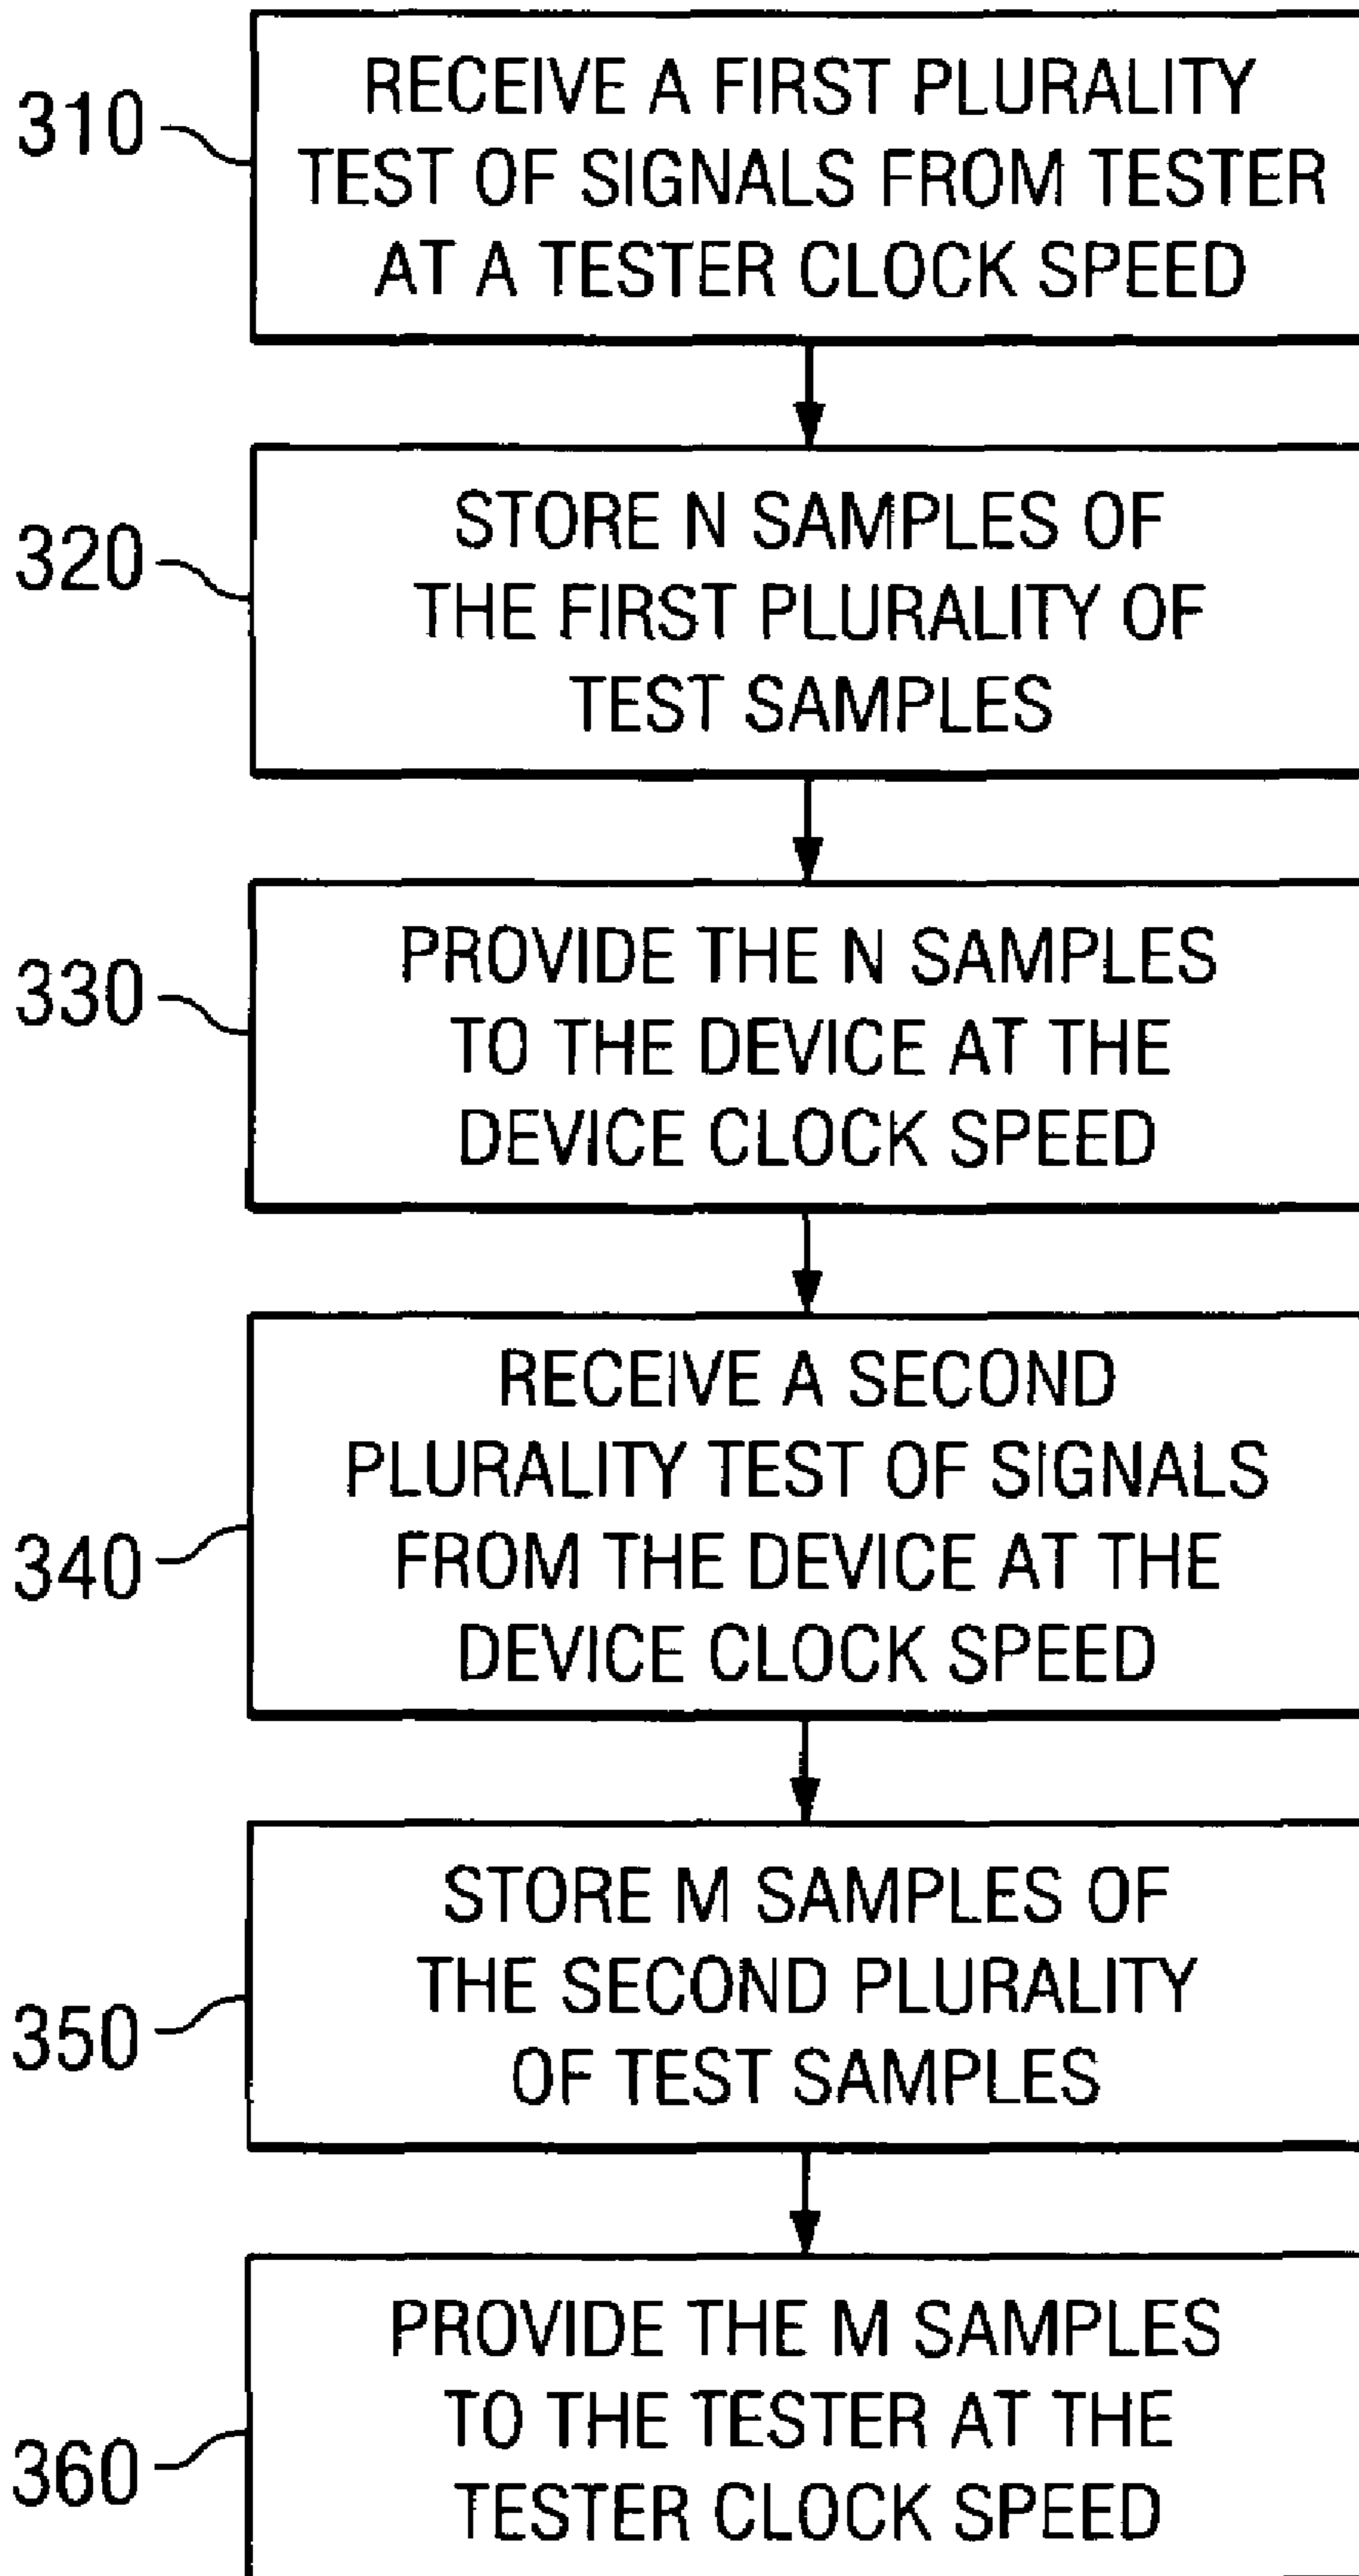 310
RECEIVE A FIRST PLURALITY
TEST OF SIGNALS FROM TESTER
AT A TESTER CLOCK SPEED
320
STORE N SAMPLES OF
THE FIRST PLURALITY OF
TEST SAMPLES
330
PROVIDE THE N SAMPLES
TO THE DEVICE AT THE
DEVICE CLOCK SPEED
340
RECEIVE A SECOND
PLURALITY TEST OF SIGNALS
FROM THE DEVICE AT THE
DEVICE CLOCK SPEED
350
STORE M SAMPLES OF
THE SECOND PLURALITY
OF TEST SAMPLES
360
PROVIDE THE M SAMPLES
TO THE TESTER AT THE
TESTER CLOCK SPEED